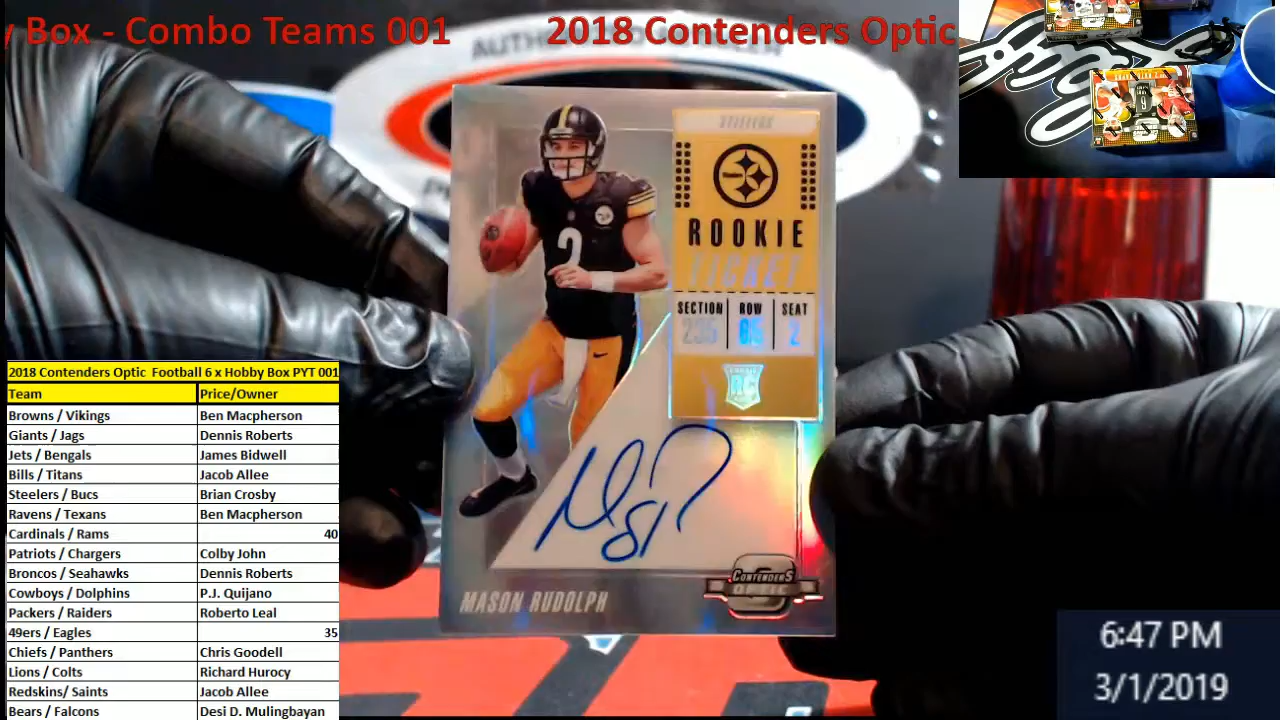 y Box - Combo Teams 001 2018 Contenders Optic
STEELERS
ROOKIE
TICKET
SECTION ROW SEAT
65 2
RC
CONTENDERS
OPTIC
MASON RUDOLPH
2
2018 Contenders Optic Football 6 x Hobby Box PYT 001
Team Price/Owner
Browns / Vikings Ben Macpherson
Giants / Jags Dennis Roberts
Jets / Bengals James Bidwell
Bills / Titans Jacob Allee
Steelers / Bucs Brian Crosby
Ravens / Texans Ben Macpherson
Cardinals / Rams 40
Patriots / Chargers Colby John
Broncos / Seahawks Dennis Roberts
Cowboys / Dolphins P.J. Quijano
Packers / Raiders Roberto Leal
49ers / Eagles 35
Chiefs / Panthers Chris Goodell
Lions / Colts Richard Hurocy
Redskins/ Saints Jacob Allee
Bears / Falcons Desi D. Mulingbayan
6:47 PM
3/1/2019